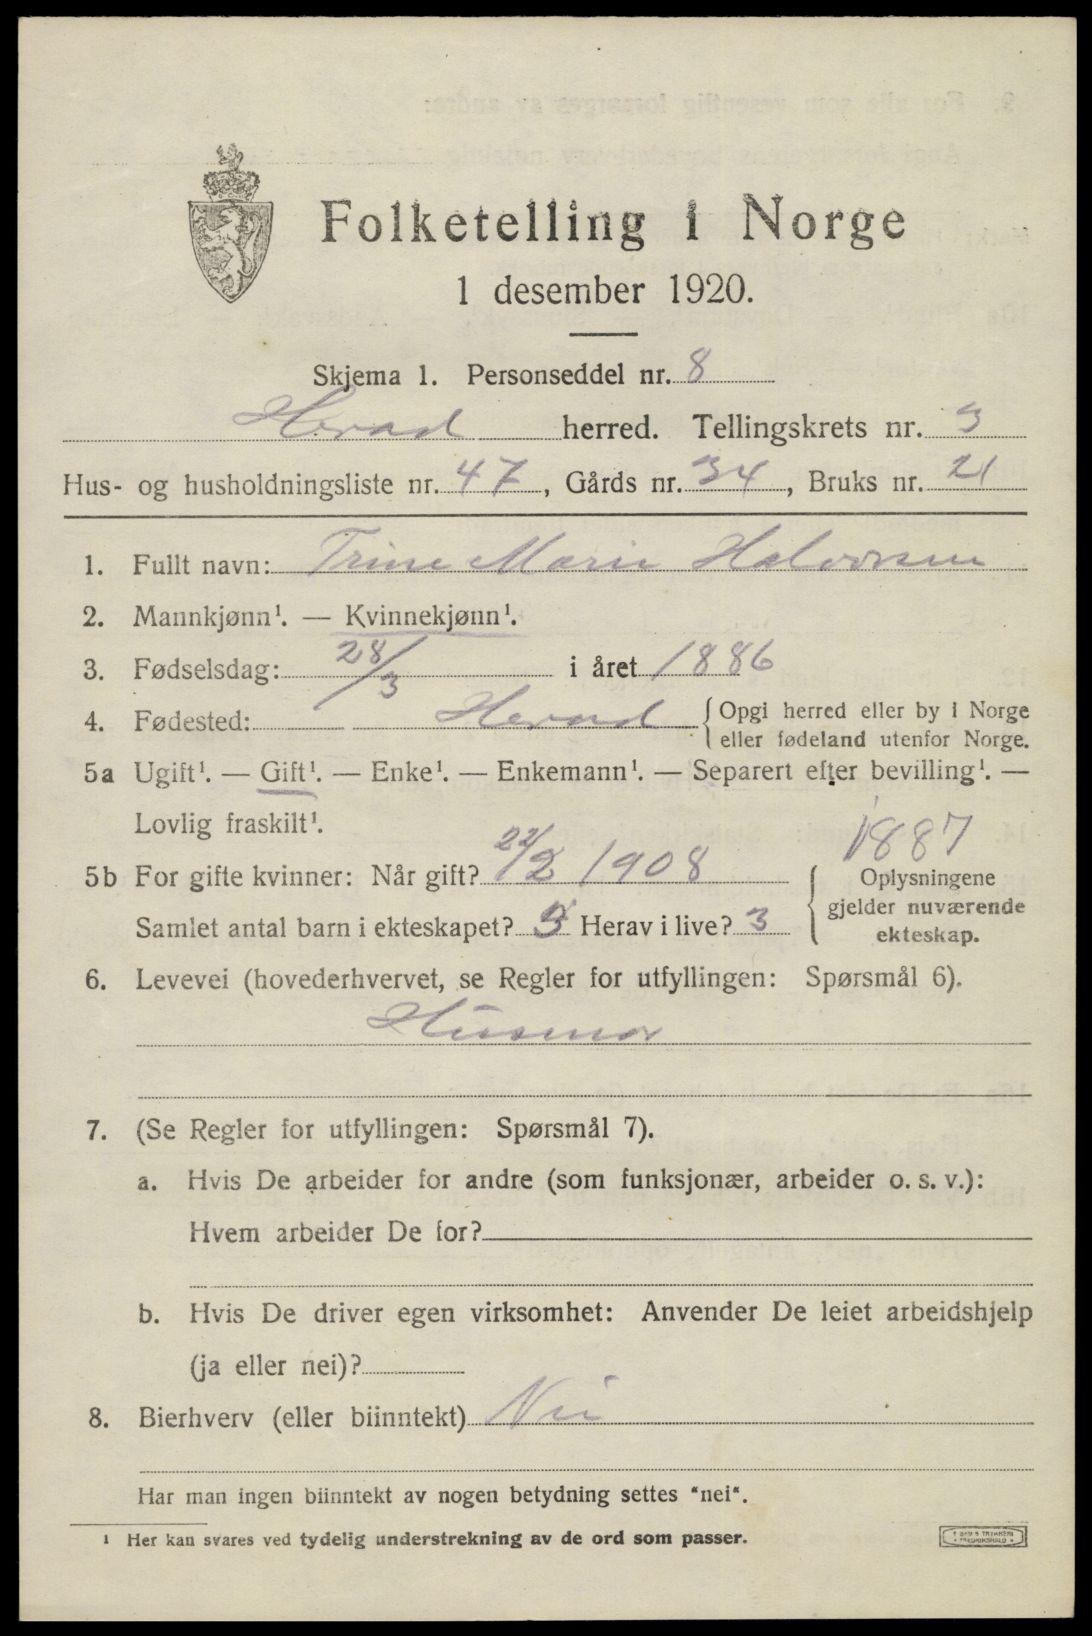 Folketelling i Norge
1 desember 1920.
Skjema 1. Personseddel nr. 8
Herad herred. Tellingskrets nr. 3
Hus- og husholdningsliste nr. 47, Gårds nr. 34, Bruks nr. 21
1. Fullt navn: Trine Marie Halvorsen
2. Mannkjønn¹. — Kvinnekjønn¹.
3. Fødselsdag: 28/3 i året 1886
4. Fødested: Herad {Opgi herred eller by i Norge
eller fødeland utenfor Norge.
5a Ugift¹. — Gift¹. — Enke¹. — Enkemann¹. — Separert efter bevilling¹. —
Lovlig fraskilt¹.
1887
5b For gifte kvinner: Når gift? 22/2 1908
Samlet antal barn i ekteskapet? 3 Herav i live? 3
{ Oplysningene
gjelder nuværende
ekteskap.
6. Levevei (hovederhvervet, se Regler for utfyllingen: Spørsmål 6).
Husmor
7. (Se Regler for utfyllingen: Spørsmål 7).
a. Hvis De arbeider for andre (som funksjonær, arbeider o. s. v.):
Hvem arbeider De for?
b. Hvis De driver egen virksomhet: Anvender De leiet arbeidshjelp
(ja eller nei)?
8. Bierhverv (eller biinntekt) Nei
Har man ingen biinntekt av nogen betydning settes "nei".
¹ Her kan svares ved tydelig understrekning av de ord som passer.